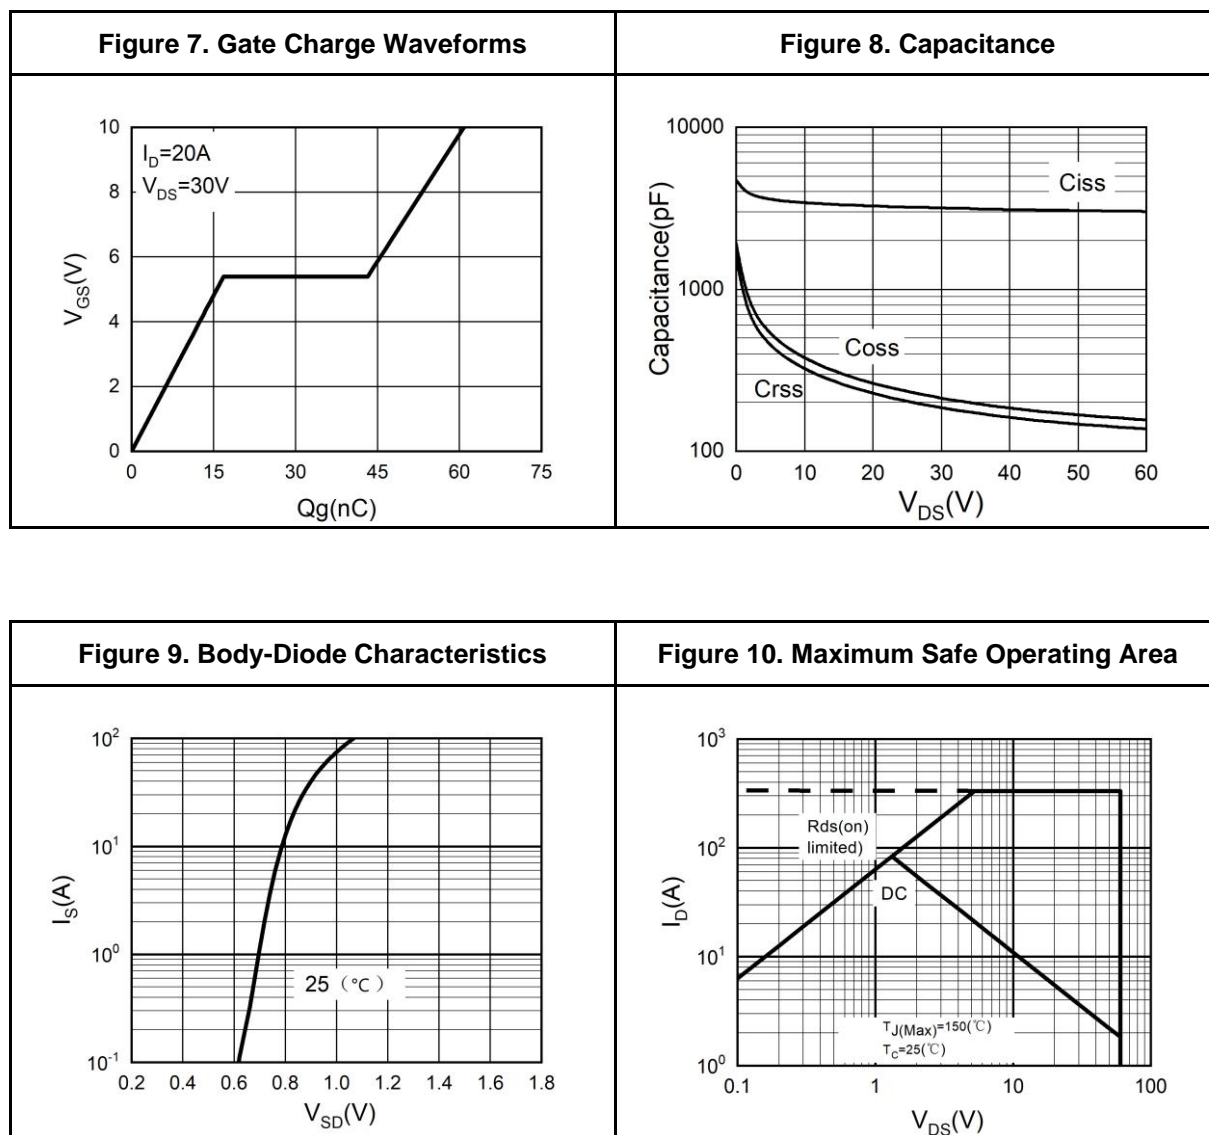 Figure 7. Gate Charge Waveforms
Figure 8. Capacitance
10
8
6
4
2
0
V_GS(V)
I_D=20A
V_DS=30V
0 15 30 45 60 75
Qg(nC)
10000
1000
100
Capacitance(pF)
Ciss
Coss
Crss
0 10 20 30 40 50 60
V_DS(V)
Figure 9. Body-Diode Characteristics
Figure 10. Maximum Safe Operating Area
10^2
10^1
10^0
10^-1
I_S(A)
25（℃）
0.2 0.4 0.6 0.8 1.0 1.2 1.4 1.6 1.8
V_SD(V)
10^3
10^2
10^1
10^0
I_D(A)
Rds(on)
limited)
DC
T_J(Max)=150(℃)
T_C=25(℃)
0.1 1 10 100
V_DS(V)